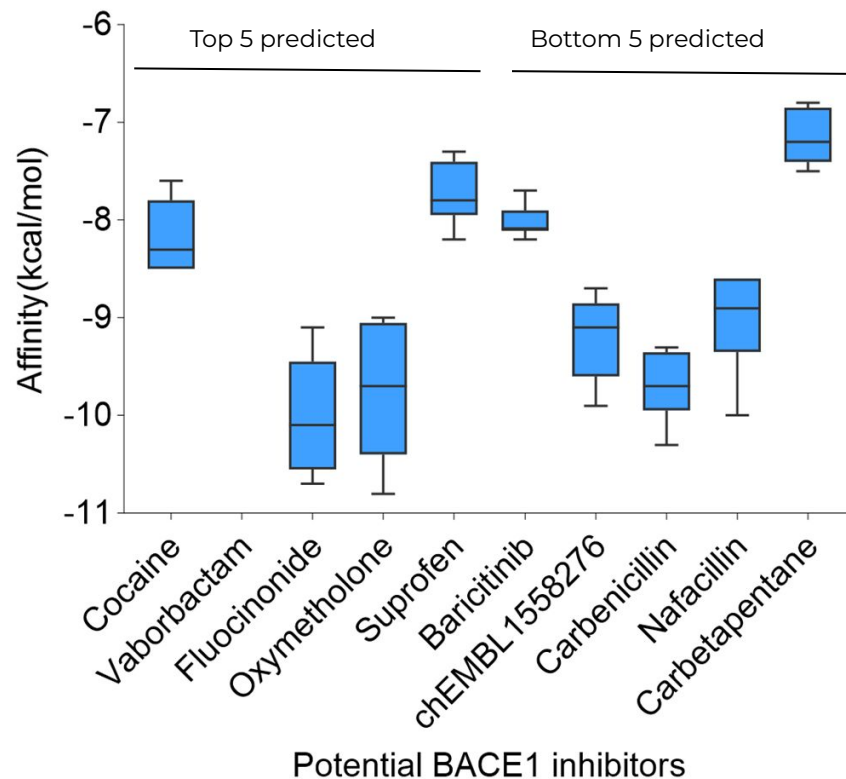 Top 5 predicted
Bottom 5 predicted
Affinity(kcal/mol)
-6
-7
-8
-9
-10
-11
Cocaine
Vaborbactam
Fluocinonide
Oxymetholone
Suprofen
Baricitinib
chEMBL1558276
Carbenicillin
Nafacillin
Carbetapentane
Potential BACE1 inhibitors